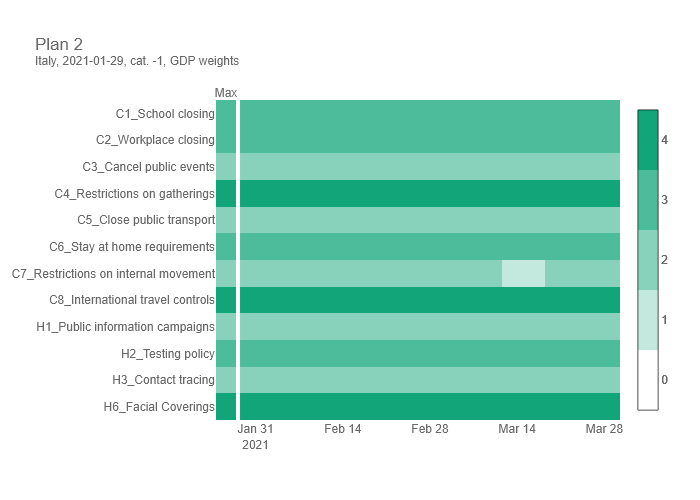 Plan 2
Italy, 2021-01-29, cat. -1, GDP weights
Max
C1_School closing
C2_Workplace closing
C3_Cancel public events
C4_Restrictions on gatherings
C5_Close public transport
C6_Stay at home requirements
C7_Restrictions on internal movement
C8_International travel controls
H1_Public information campaigns
H2_Testing policy
H3_Contact tracing
H6_Facial Coverings
Jan 31 Feb 14 Feb 28 Mar 14 Mar 28
2021
4
3
2
1
0